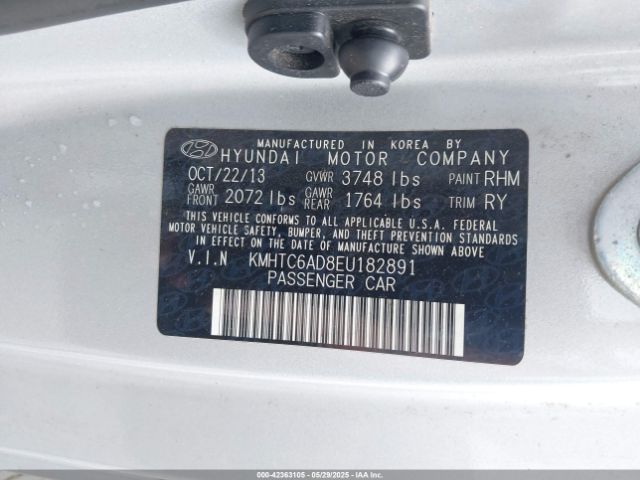 MANUFACTURED IN KOREA BY
HYUNDAI MOTOR COMPANY
OCT/22/13 GVWR 3748 lbs PAINT RHM
GAWR FRONT 2072 lbs GAWR REAR 1764 lbs TRIM RY
THIS VEHICLE CONFORMS TO ALL APPLICABLE U.S.A. FEDERAL
MOTOR VEHICLE SAFETY, BUMPER, AND THEFT PREVENTION STANDARDS
IN EFFECT ON THE DATE OF MANUFACTURE SHOWN ABOVE.
V.I.N KMHTC6AD8EU182891
PASSENGER CAR
000-42363105 - 05/29/2025 - IAAI.com